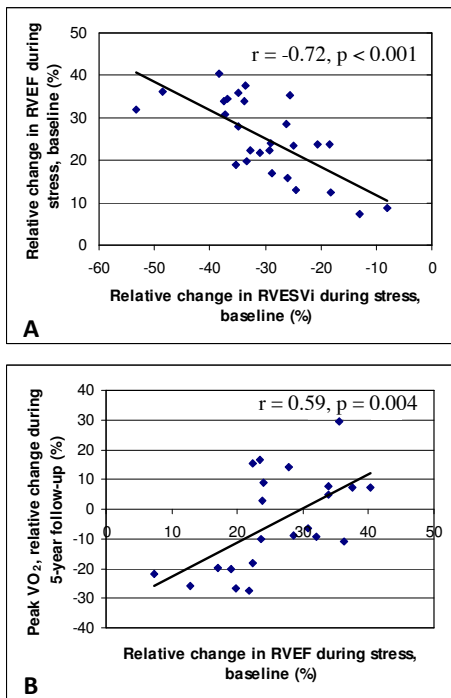 r = -0.72, p < 0.001
Relative change in RVEF during
stress, baseline (%)
50
40
30
20
10
0
-60 -50 -40 -30 -20 -10 0
Relative change in RVESVi during stress,
baseline (%)
A
r = 0.59, p = 0.004
Peak VO₂, relative change during
5-year follow-up (%)
40
30
20
10
0
-10
-20
-30
-40
0 10 20 30 40 50
Relative change in RVEF during stress,
baseline (%)
B